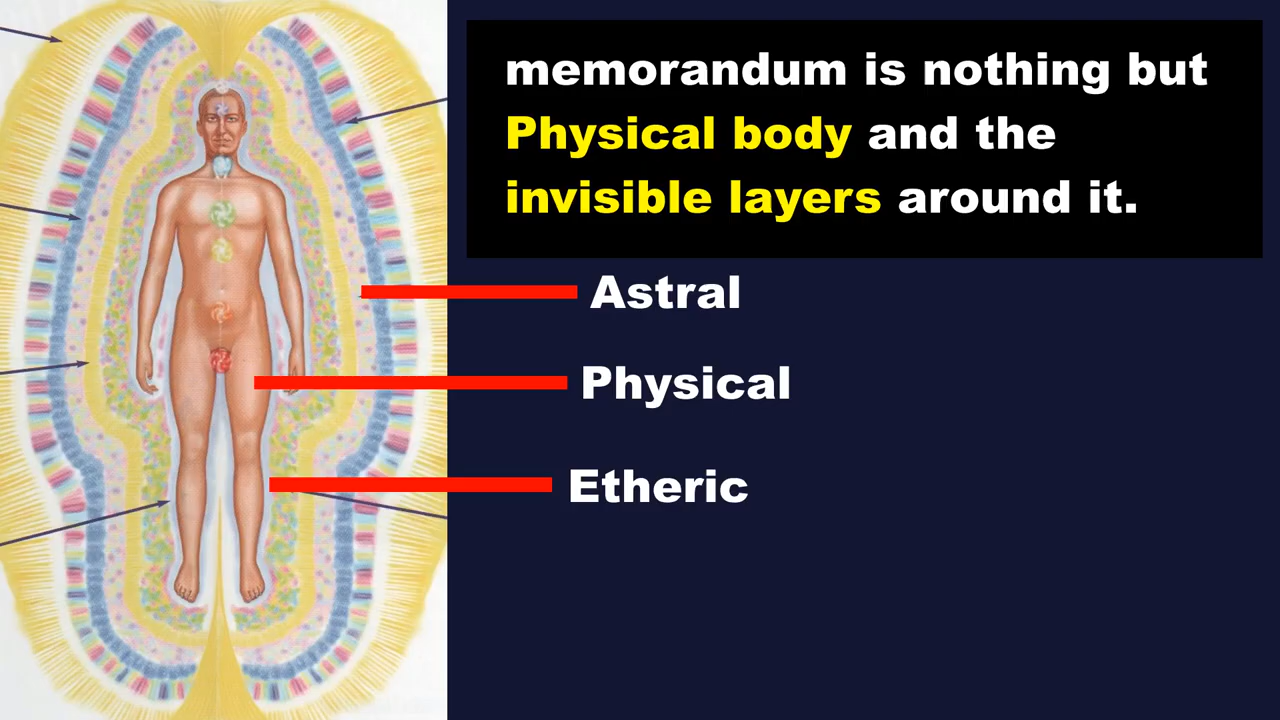 memorandum is nothing but
Physical body and the
invisible layers around it.
Astral
Physical
Etheric